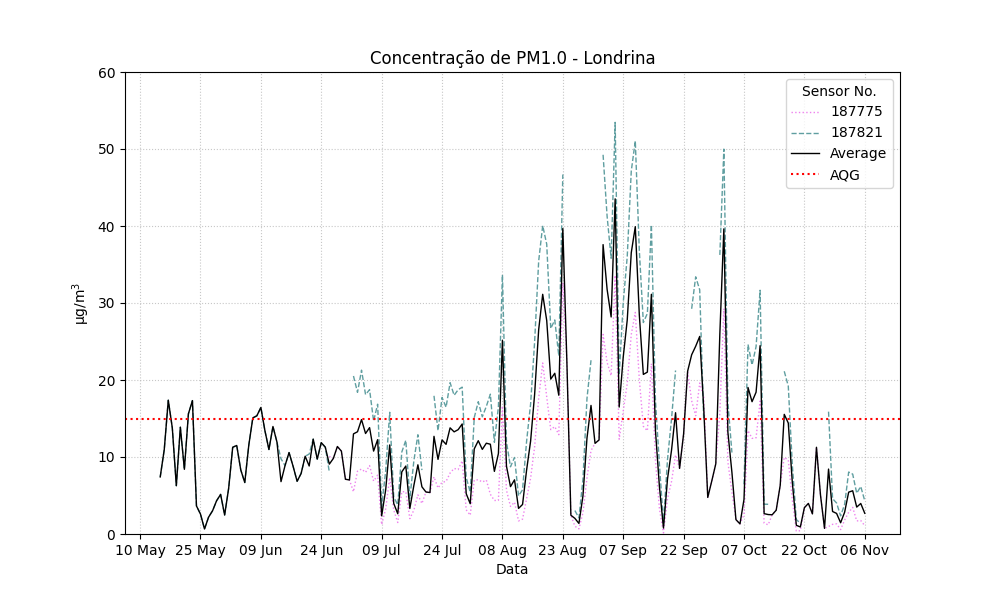 Concentração de PM1.0 - Londrina
Sensor No.
187775
187821
Average
AQG
µg/m³
60
50
40
30
20
10
0
10 May 25 May 09 Jun 24 Jun 09 Jul 24 Jul 08 Aug 23 Aug 07 Sep 22 Sep 07 Oct 22 Oct 06 Nov
Data